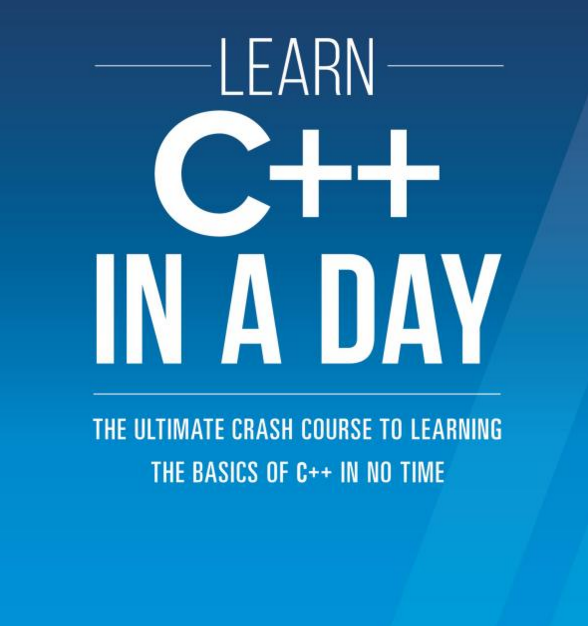 LEARN
C++
IN A DAY
THE ULTIMATE CRASH COURSE TO LEARNING
THE BASICS OF C++ IN NO TIME